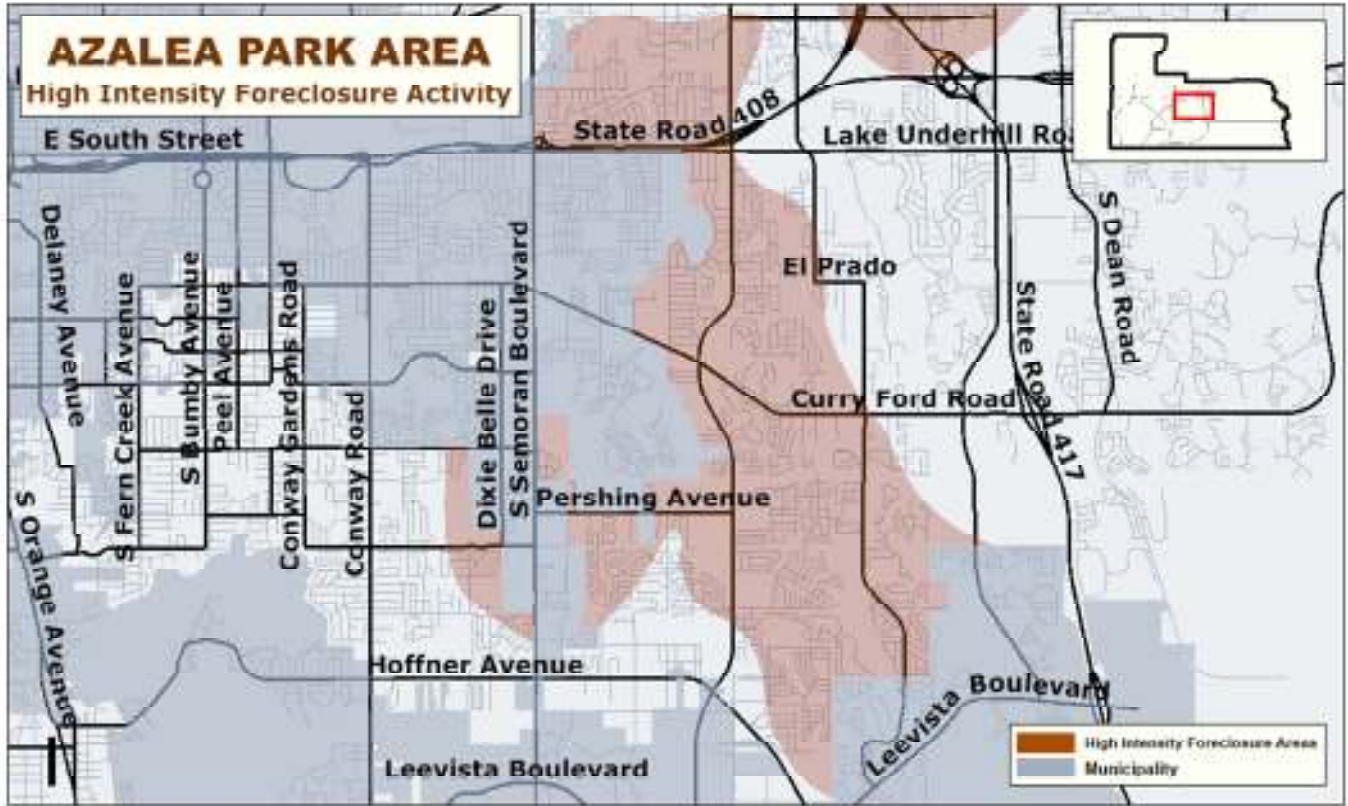 AZALEA PARK AREA
High Intensity Foreclosure Activity
E South Street
State Road 408
Lake Underhill Roa
Delaney Avenue
S Fern Creek Avenue
S Bumby Avenue
Peel Avenue
Conway Gardens Road
Conway Road
Dixie Belle Drive
S Semoran Boulevard
El Prado
S Dean Road
State Road 417
Curry Ford Road
Pershing Avenue
S Orange Avenue
Hoffner Avenue
Leevista Boulevard
Leevista Boulevard
High Intensity Foreclosure Areas
Municipality